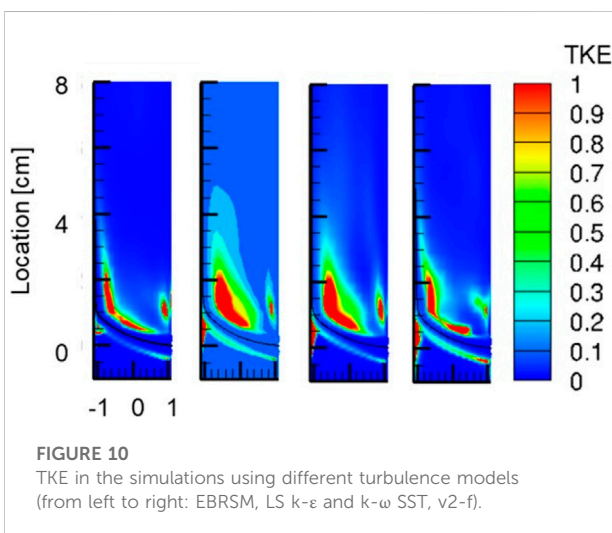 TKE
8
4
0
Location [cm]
-1 0 1
1
0.9
0.8
0.7
0.6
0.5
0.4
0.3
0.2
0.1
0
FIGURE 10
TKE in the simulations using different turbulence models
(from left to right: EBRSM, LS k-ε and k-ω SST, v2-f).